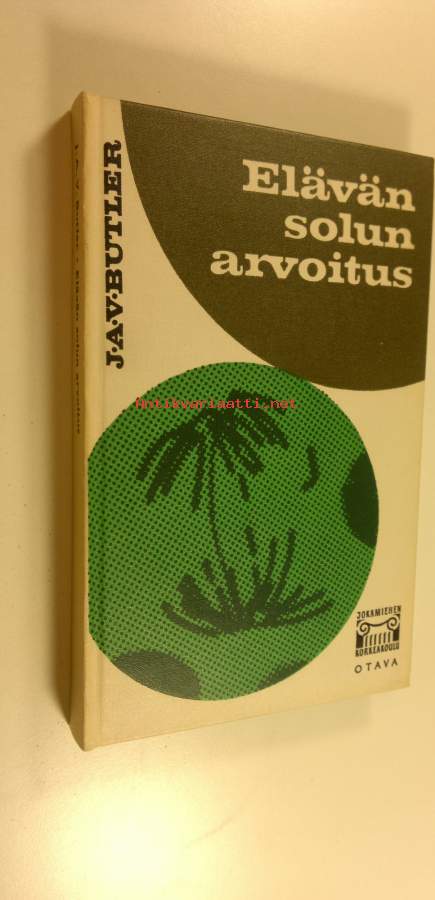 Elävän
solun
arvoitus
J·A·V·BUTLER
J. A. V. Butler : Elävän solun arvoitus
Antikvariaatti.net
JOKAMIEHEN
KORKEAKOULU
OTAVA